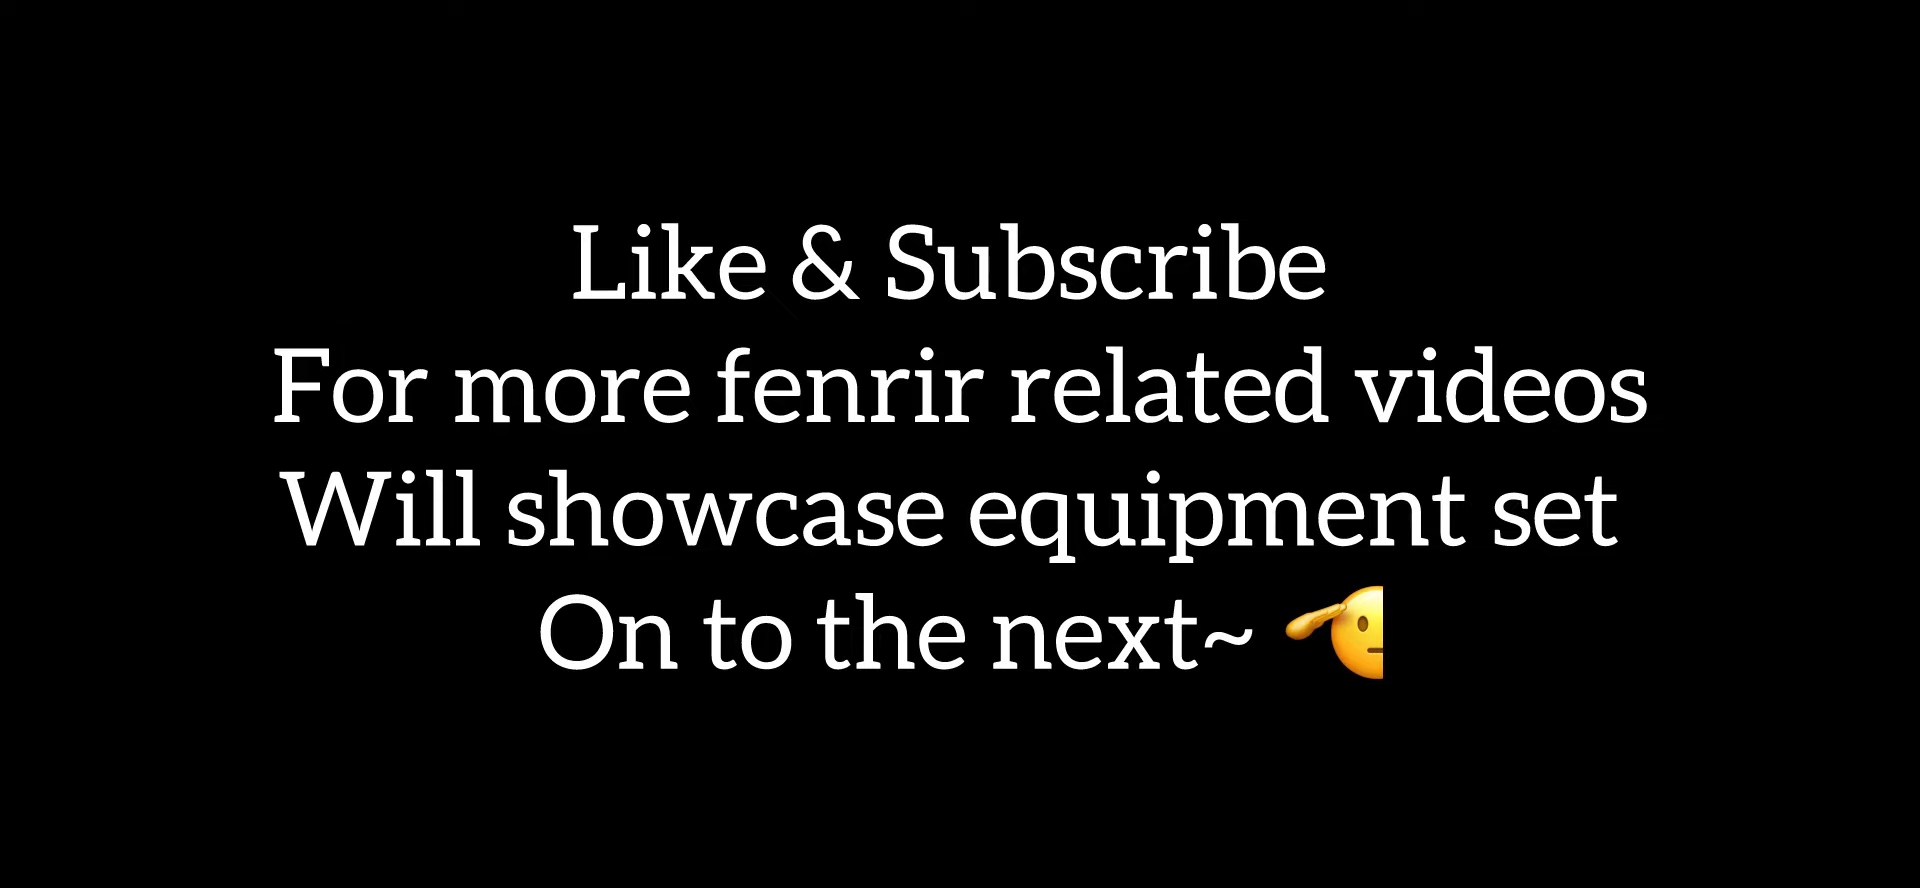 Like & Subscribe
For more fenrir related videos
Will showcase equipment set
On to the next~ 🫡